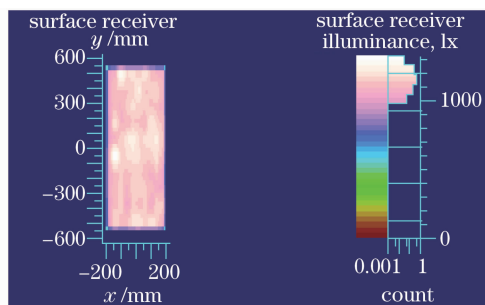 surface receiver
y /mm
600
300
0
−300
−600
−200 200
x /mm
surface receiver
illuminance, lx
1000
0
0.001 1
count